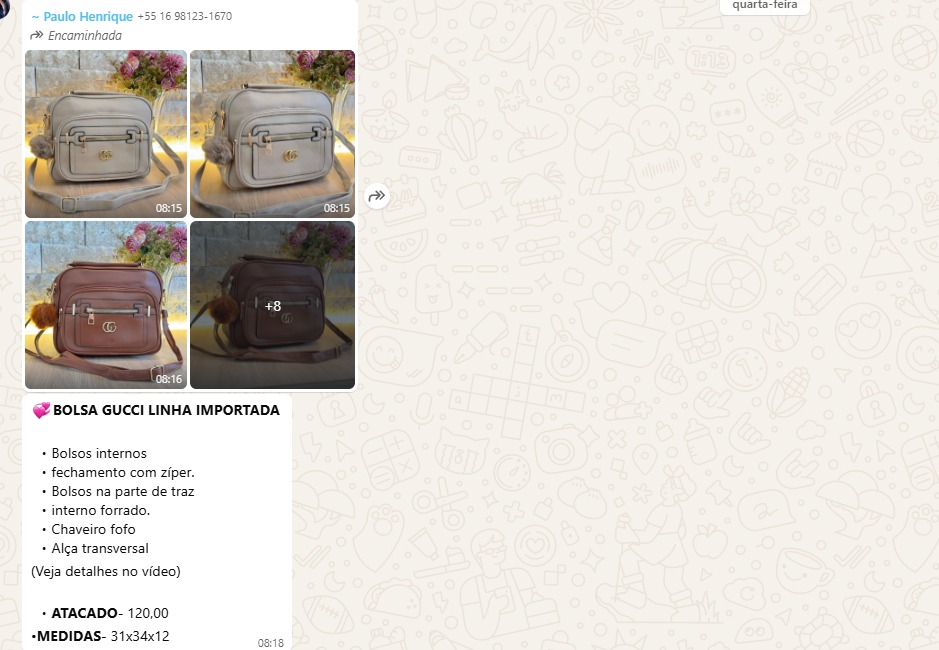 quarta-feira
~ Paulo Henrique +55 16 98123-1670
Encaminhada
08:15
08:15
08:16
+8
💞BOLSA GUCCI LINHA IMPORTADA
• Bolsos internos
• fechamento com zíper.
• Bolsos na parte de traz
• interno forrado.
• Chaveiro fofo
• Alça transversal
(Veja detalhes no vídeo)
• ATACADO- 120,00
•MEDIDAS- 31x34x12
08:18